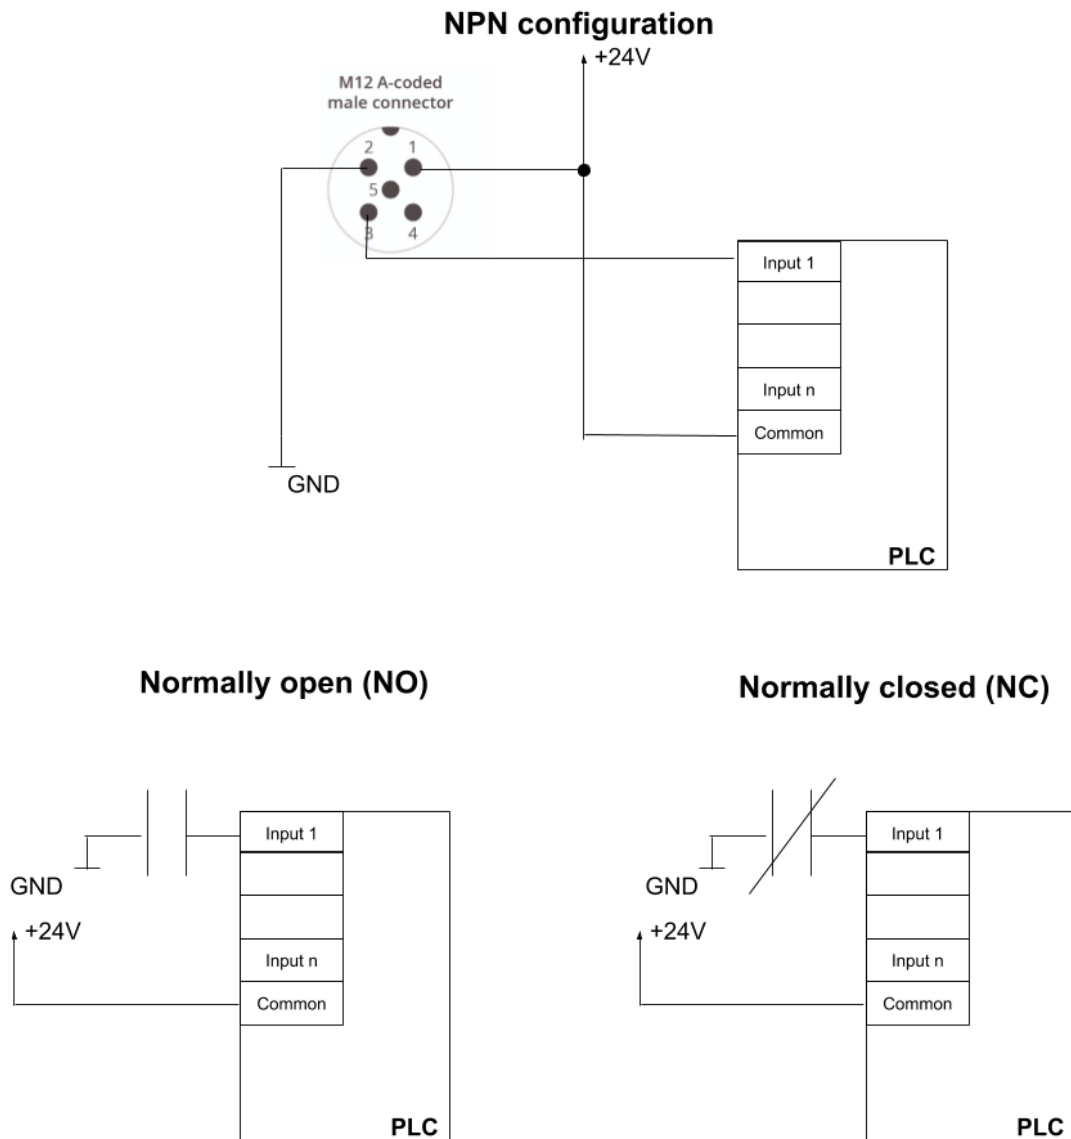 NPN configuration
+24V
M12 A-coded
male connector
2 1
5
3 4
Input 1
Input n
Common
GND
PLC
Normally open (NO)
Normally closed (NC)
Input 1
GND
+24V
Input n
Common
PLC
Input 1
GND
+24V
Input n
Common
PLC